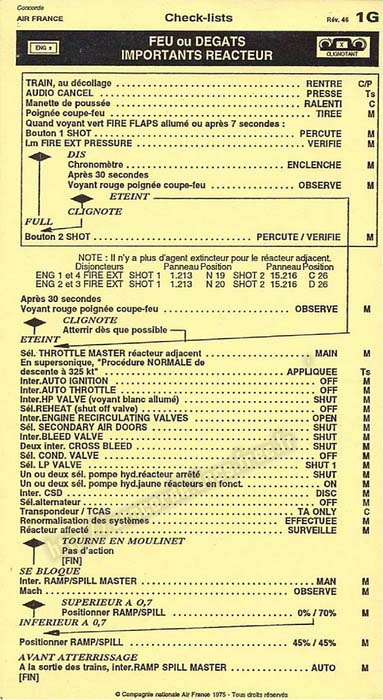 Concorde
AIR FRANCE Check-lists Rév. 46 1G
ENG x FEU ou DEGATS IMPORTANTS REACTEUR X CLIGNOTANT
TRAIN, au décollage RENTRE C/P
AUDIO CANCEL PRESSE Ts
Manette de poussée RALENTI C
Poignée coupe-feu TIREE M
Quand voyant vert FIRE FLAPS allumé ou après 7 secondes :
Bouton 1 SHOT PERCUTE M
Lm FIRE EXT PRESSURE VERIFIE M
DIS
Chronomètre ENCLENCHE M
Après 30 secondes
Voyant rouge poignée coupe-feu OBSERVE M
ETEINT
CLIGNOTE
FULL
Bouton 2 SHOT PERCUTE / VERIFIE M
NOTE : Il n'y a plus d'agent extincteur pour le réacteur adjacent.
Disjoncteurs Panneau Position Panneau Position
ENG 1 et 4 FIRE EXT SHOT 1 1.213 N 19 SHOT 2 15.216 C 26
ENG 2 et 3 FIRE EXT SHOT 1 1.213 N 20 SHOT 2 15.216 D 26
Après 30 secondes
Voyant rouge poignée coupe-feu OBSERVE M
CLIGNOTE
Atterrir dès que possible
ETEINT
Sél. THROTTLE MASTER réacteur adjacent MAIN M
En supersonique, "Procédure NORMALE de
descente à 325 kt" APPLIQUEE Ts
Inter.AUTO IGNITION OFF M
Inter.AUTO THROTTLE OFF M
Inter.HP VALVE (voyant blanc allumé) SHUT M
Sél.REHEAT (shut off valve) SHUT M
Inter.ENGINE RECIRCULATING VALVES OPEN M
Sél. SECONDARY AIR DOORS SHUT M
Inter.BLEED VALVE SHUT M
Deux inter. CROSS BLEED SHUT M
Sél. COND. VALVE OFF M
Sél. LP VALVE SHUT 1 M
Un ou deux sél. pompe hyd.réacteur arrêté SHUT M
Un ou deux sél. pompe hyd.jaune réacteurs en fonct. ON M
Inter. CSD DISC M
Sél.alternateur OFF M
Transpondeur / TCAS TA ONLY C
Renormalisation des systèmes EFFECTUEE M
Réacteur affecté SURVEILLE M
TOURNE EN MOULINET
Pas d'action
[FIN]
SE BLOQUE
Inter. RAMP/SPILL MASTER MAN M
Mach OBSERVE M
SUPERIEUR A 0,7
Positionner RAMP/SPILL 0% / 70% M
INFERIEUR A 0,7
Positionner RAMP/SPILL 45% / 45% M
AVANT ATTERRISSAGE
A la sortie des trains, inter.RAMP SPILL MASTER AUTO M
[FIN]
© Compagnie nationale Air France 1975 - Tous droits réservés